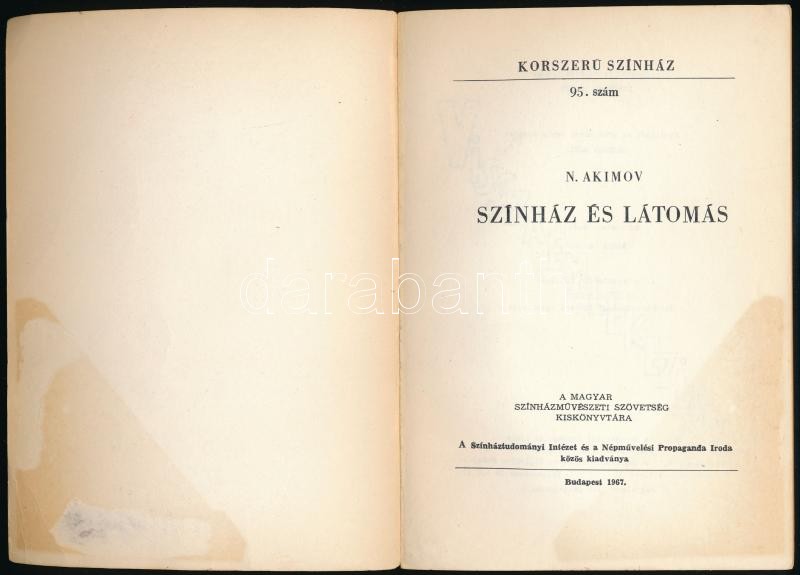 KORSZERŰ SZÍNHÁZ
95. szám
N. AKIMOV
SZÍNHÁZ ÉS LÁTOMÁS
darabanth
A MAGYAR
SZÍNHÁZMŰVÉSZETI SZÖVETSÉG
KISKÖNYVTÁRA
A Színháztudományi Intézet és a Népművelési Propaganda Iroda
közös kiadványa
Budapest 1967.